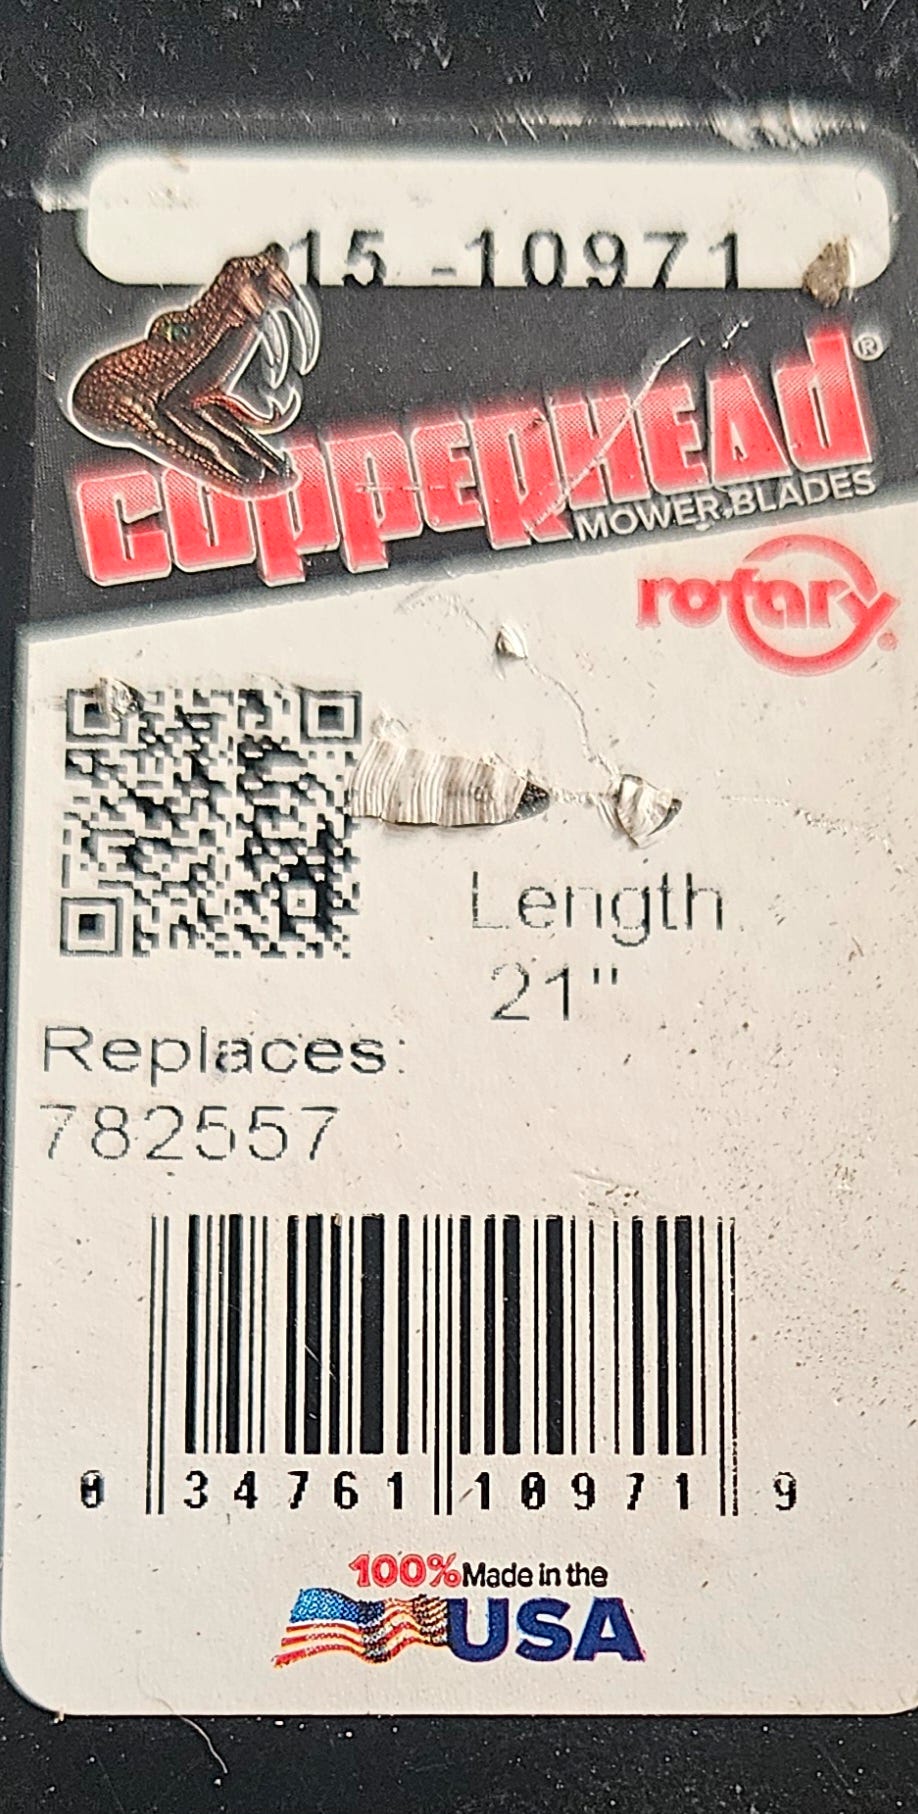 15 -10971
COPPERHEAD®
MOWER BLADES
rotary®
Length
21"
Replaces:
782557
0 34761 10971 9
100% Made in the
USA